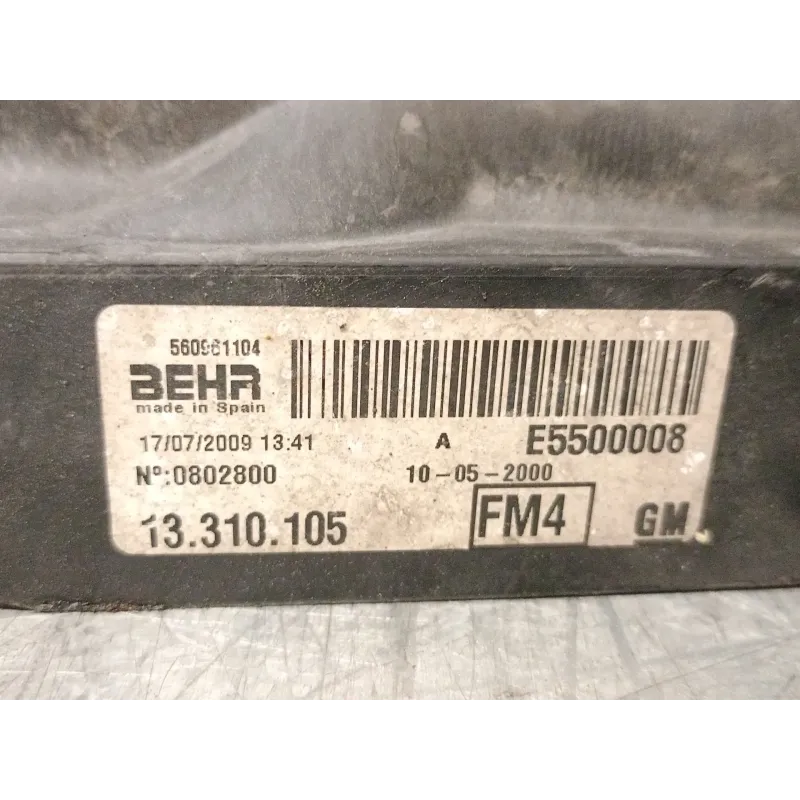 560961104
BEHR
made in Spain
17/07/2009 13:41 A E5500008
Nº:0802800 10-05-2000
13.310.105 FM4 GM